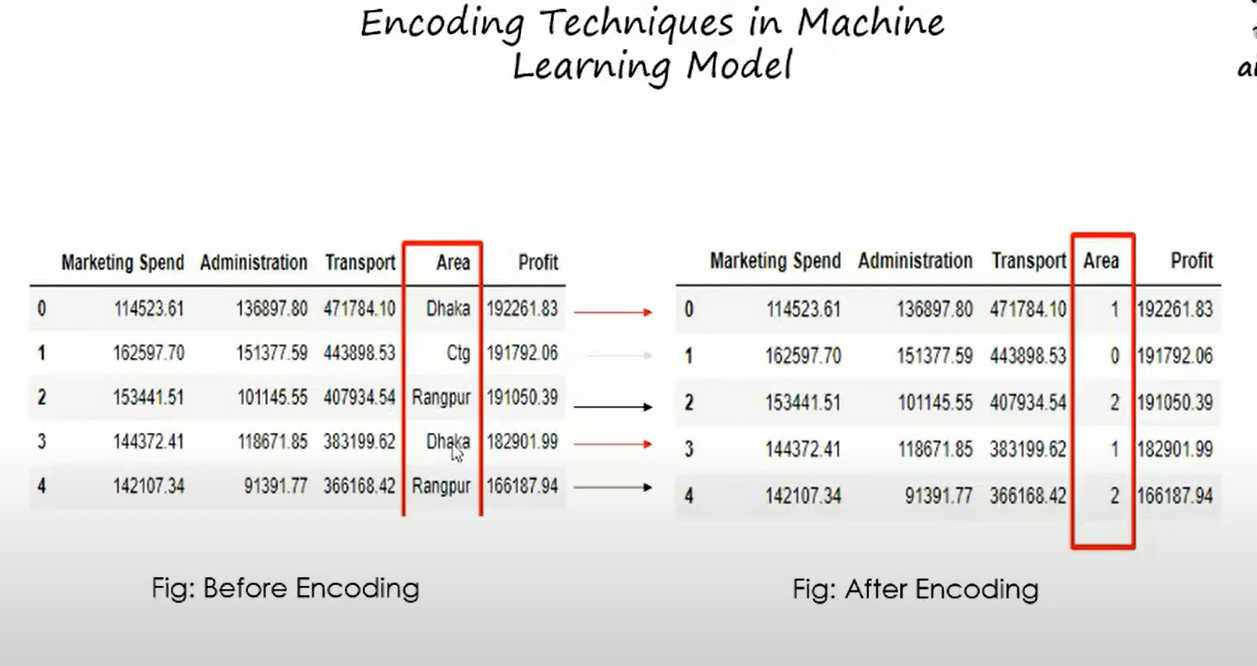 Encoding Techniques in Machine
Learning Model
Marketing Spend Administration Transport Area Profit
0 114523.61 136897.80 471784.10 Dhaka 192261.83
1 162597.70 151377.59 443898.53 Ctg 191792.06
2 153441.51 101145.55 407934.54 Rangpur 191050.39
3 144372.41 118671.85 383199.62 Dhaka 182901.99
4 142107.34 91391.77 366168.42 Rangpur 166187.94
Fig: Before Encoding
Marketing Spend Administration Transport Area Profit
0 114523.61 136897.80 471784.10 1 192261.83
1 162597.70 151377.59 443898.53 0 191792.06
2 153441.51 101145.55 407934.54 2 191050.39
3 144372.41 118671.85 383199.62 1 182901.99
4 142107.34 91391.77 366168.42 2 166187.94
Fig: After Encoding